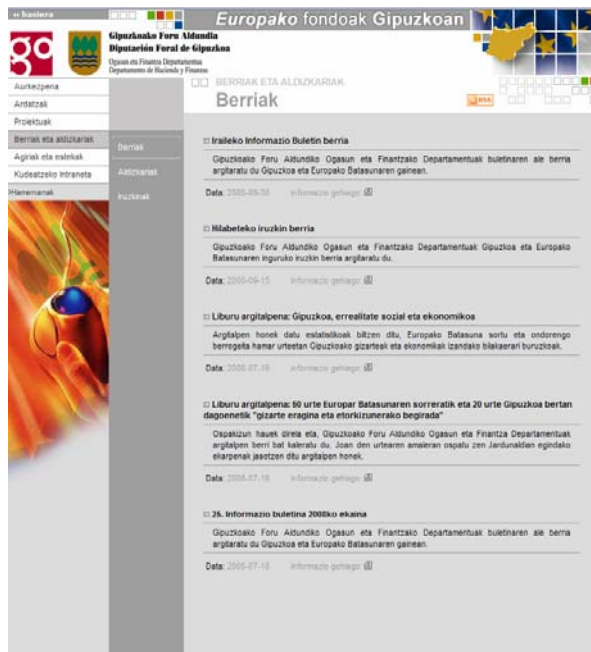 « hasiera
Europako fondoak Gipuzkoan
Gipuzkoako Foru Aldundia
Diputación Foral de Gipuzkoa
Ogasun eta Finantza Departamentua
Departamento de Hacienda y Finanzas
BERRIAK ETA ALDIZKARIAK
Berriak
RSS
Aurkezpena
Ardatzak
Proiektuak
Berriak eta aldizkariak
Agiriak eta estekak
Kudeatzeko Intraneta
Harremanak
Berriak
Aldizkariak
Iruzkinak
Iraileko Informazio Buletin berria
Gipuzkoako Foru Aldundiko Ogasun eta Finantzako Departamentuak buletinaren ale berria
argitaratu du Gipuzkoa eta Europako Batasunaren gainean.
Data: informazio gehiago:
Hilabeteko iruzkin berria
Gipuzkoako Foru Aldundiko Ogasun eta Finantzako Departamentuak Gipuzkoa eta Europako
Batasunaren inguruko iruzkin berria argitaratu du.
Data: informazio gehiago:
Liburu argitalpena: Gipuzkoa, errealitate sozial eta ekonomikoa
Argitalpen honek datu estatistikoak biltzen ditu, Europako Batasuna sortu eta ondorengo
berrogeita hamar urteetan Gipuzkoako gizarteak eta ekonomikak izandako bilakaerari buruzkoak.
Data: informazio gehiago:
Liburu argitalpena: 50 urte Europar Batasunaren sorreratik eta 20 urte Gipuzkoa bertan
dagoenetik "gizarte eragina eta etorkizunerako begirada"
Ospakizun hauek direla eta, Gipuzkoako Foru Aldundiko Ogasun eta Finantza Departamentuak
argitalpen berri bat kaleratu du. Joan den urtearen amaieran ospatu zen Jardunaldian egindako
ekarpenak jasotzen ditu argitalpen honek.
Data: informazio gehiago:
25. Informazio buletina 2008ko ekaina
Gipuzkoako Foru Aldundiko Ogasun eta Finantzako Departamentuak buletinaren ale berria
argitaratu du Gipuzkoa eta Europako Batasunaren gainean.
Data: informazio gehiago: